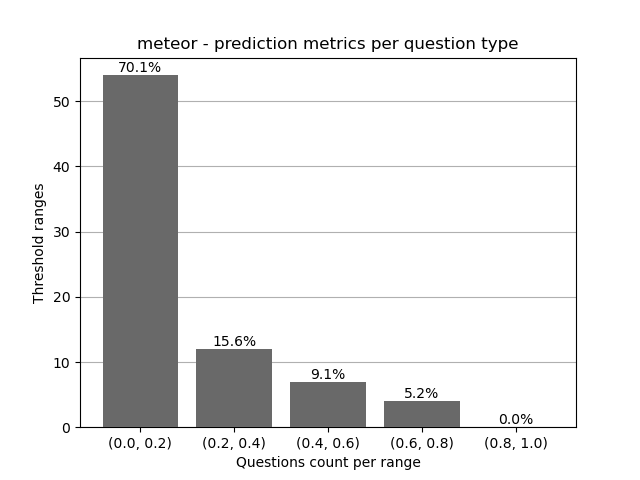 meteor - prediction metrics per question type
70.1%
15.6%
9.1%
5.2%
0.0%
50
40
30
20
10
0
Threshold ranges
(0.0, 0.2) (0.2, 0.4) (0.4, 0.6) (0.6, 0.8) (0.8, 1.0)
Questions count per range